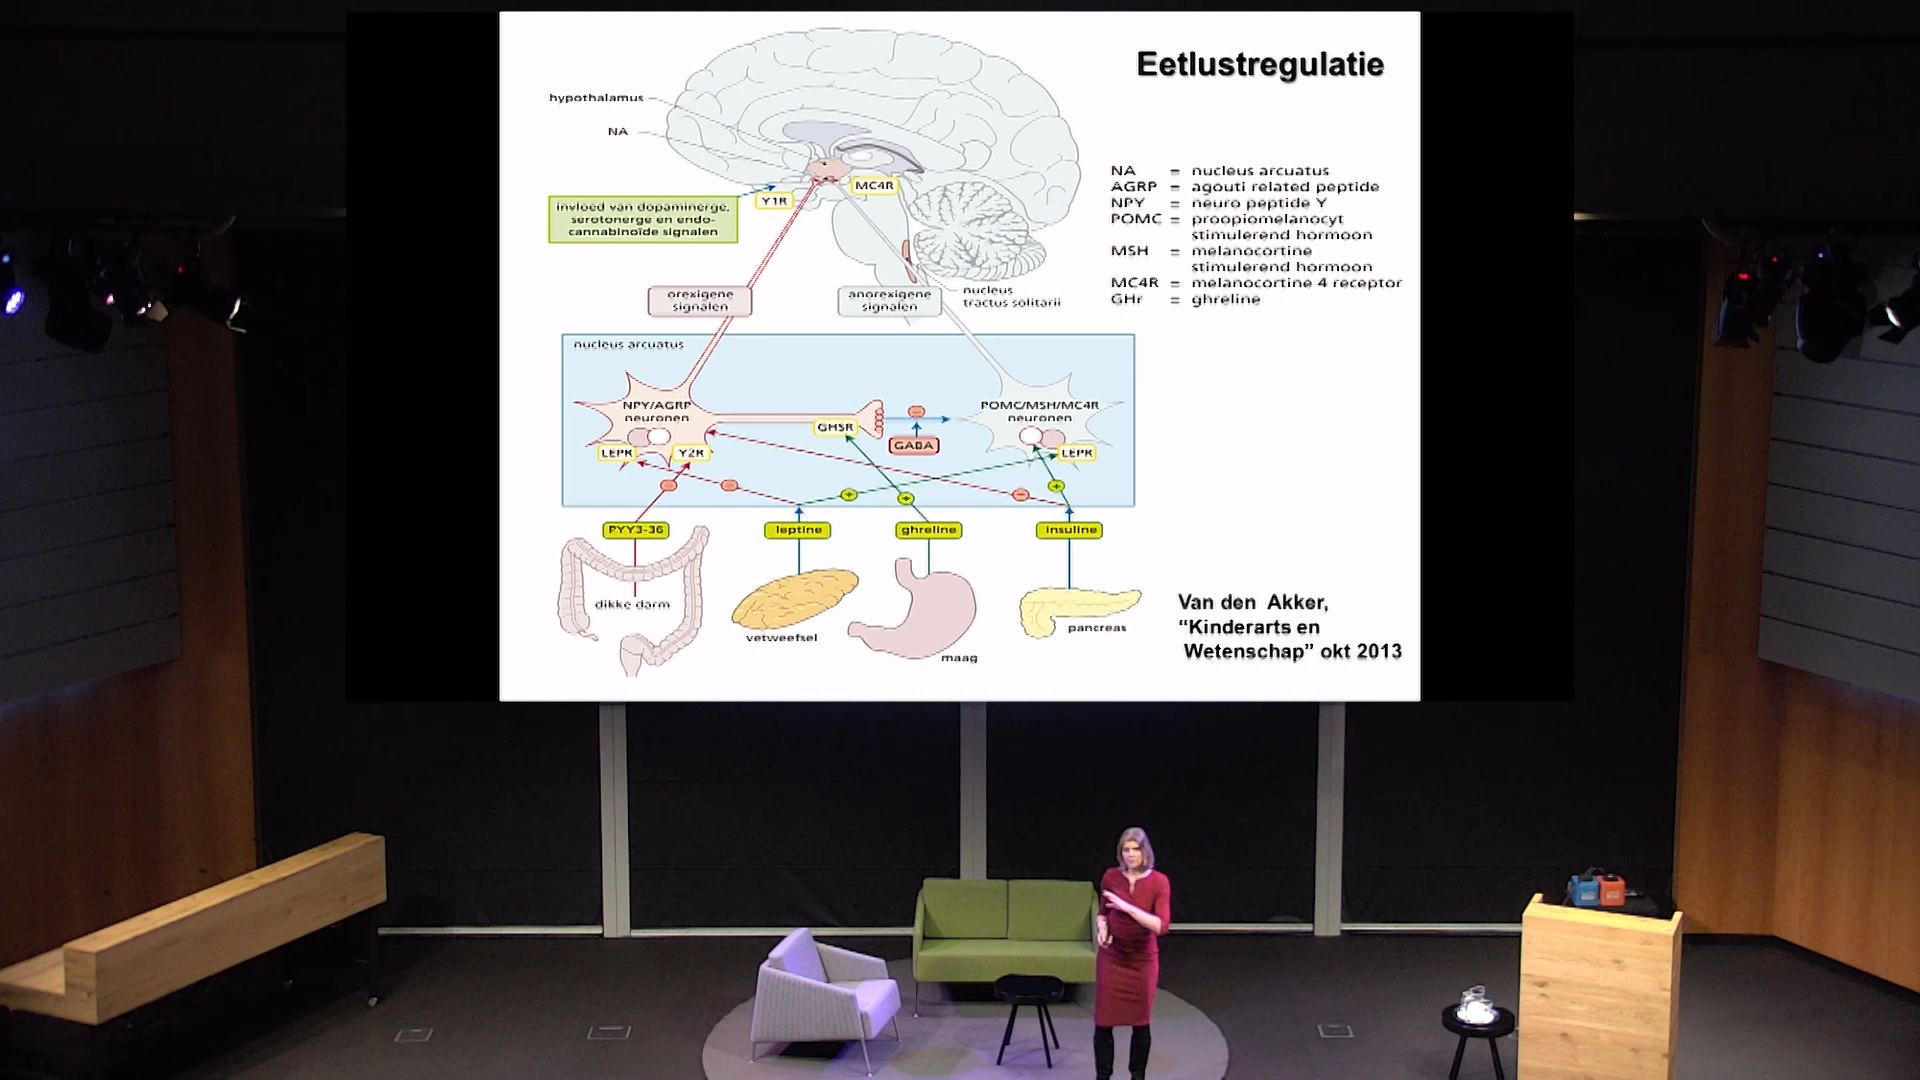 Eetlustregulatie
hypothalamus
NA
MC4R
Y1R
invloed van dopaminerge,
serotonerge en endo-
cannabinoïde signalen
NA = nucleus arcuatus
AGRP = agouti related peptide
NPY = neuro peptide Y
POMC = proopiomelanocyt
stimulerend hormoon
MSH = melanocortine
stimulerend hormoon
MC4R = melanocortine 4 receptor
GHr = ghreline
orexigene
signalen
anorexigene
signalen
nucleus
tractus solitarii
nucleus arcuatus
NPY/AGRP
neuronen
POMC/MSH/MC4R
neuronen
GHSR
GABA
LEPR
Y2R
LEPR
PYY3-36
leptine
ghreline
insuline
dikke darm
vetweefsel
maag
pancreas
Van den Akker,
“Kinderarts en
Wetenschap” okt 2013